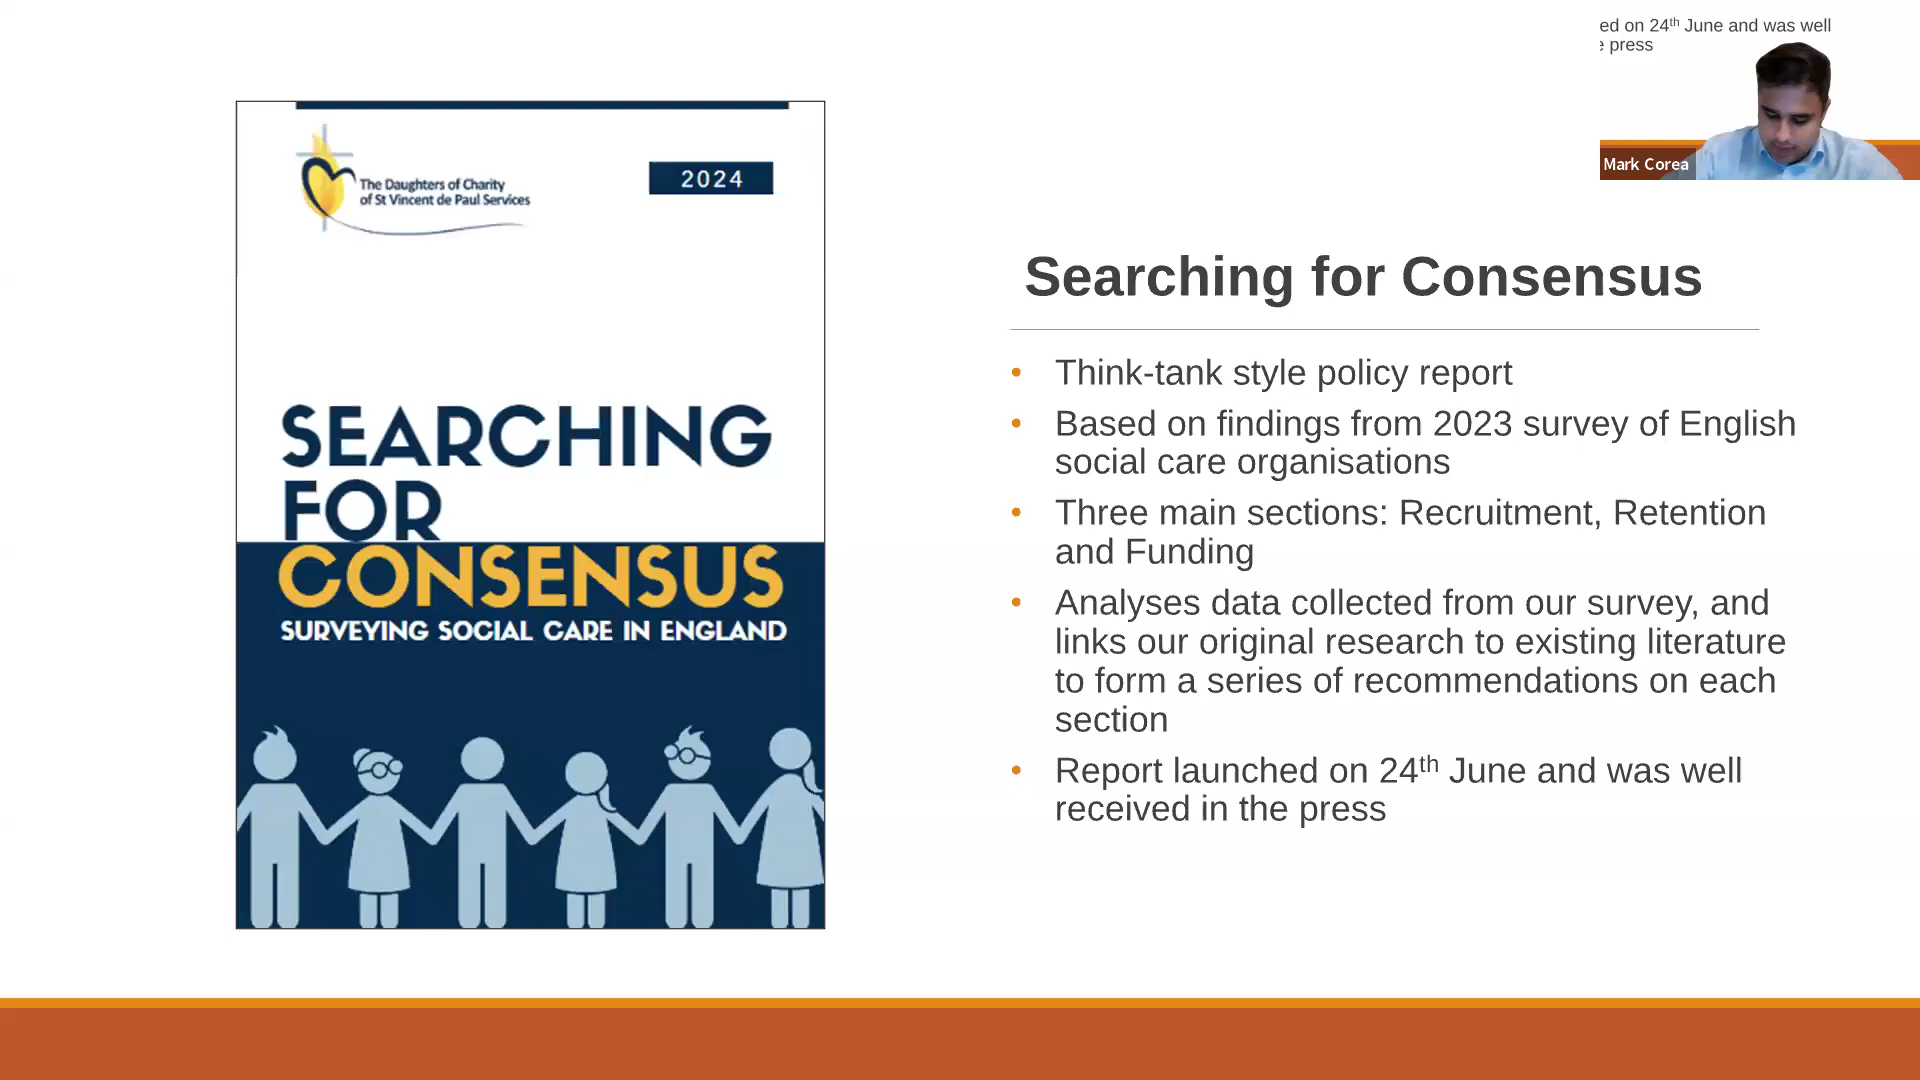 ed on 24th June and was well
e press
Mark Corea
The Daughters of Charity
of St Vincent de Paul Services
2024
SEARCHING
FOR
CONSENSUS
SURVEYING SOCIAL CARE IN ENGLAND
Searching for Consensus
• Think-tank style policy report
• Based on findings from 2023 survey of English
social care organisations
• Three main sections: Recruitment, Retention
and Funding
• Analyses data collected from our survey, and
links our original research to existing literature
to form a series of recommendations on each
section
• Report launched on 24th June and was well
received in the press